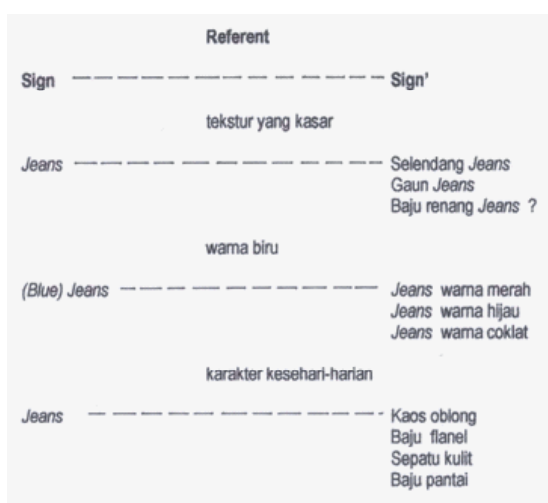 Referent
Sign — — — — — — — — — — — — Sign'
tekstur yang kasar
Jeans — — — — — — — — — — — — Selendang Jeans
Gaun Jeans
Baju renang Jeans ?
warna biru
(Blue) Jeans — — — — — — — — — — Jeans warna merah
Jeans warna hijau
Jeans warna coklat
karakter kesehari-harian
Jeans — — — — — — — — — — — — Kaos oblong
Baju flanel
Sepatu kulit
Baju pantai